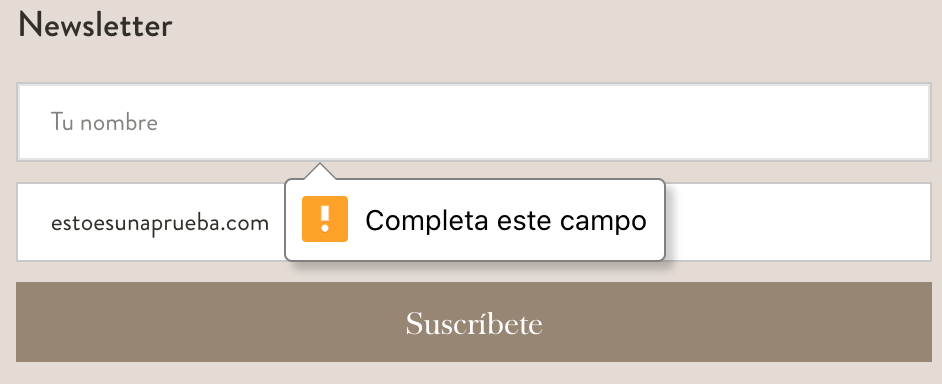 Newsletter
Tu nombre
estoesunaprueba.com
Completa este campo
Suscríbete